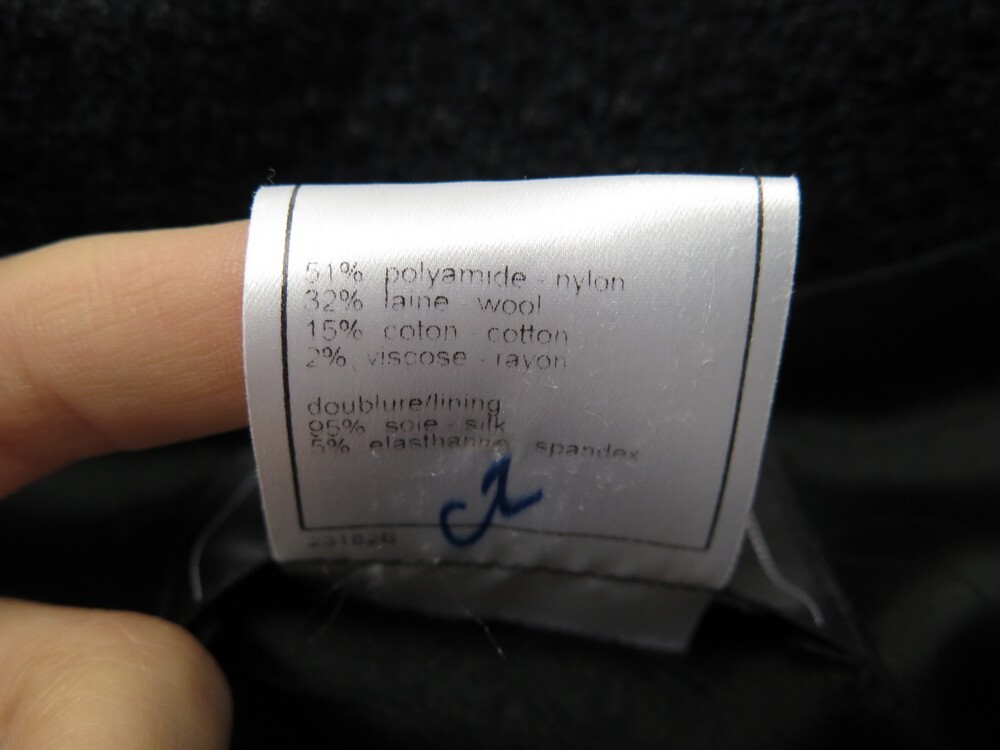 51% polyamide - nylon
32% laine - wool
15% coton - cotton
2% viscose - rayon
doublure/lining
95% soie - silk
5% elasthanne spandex